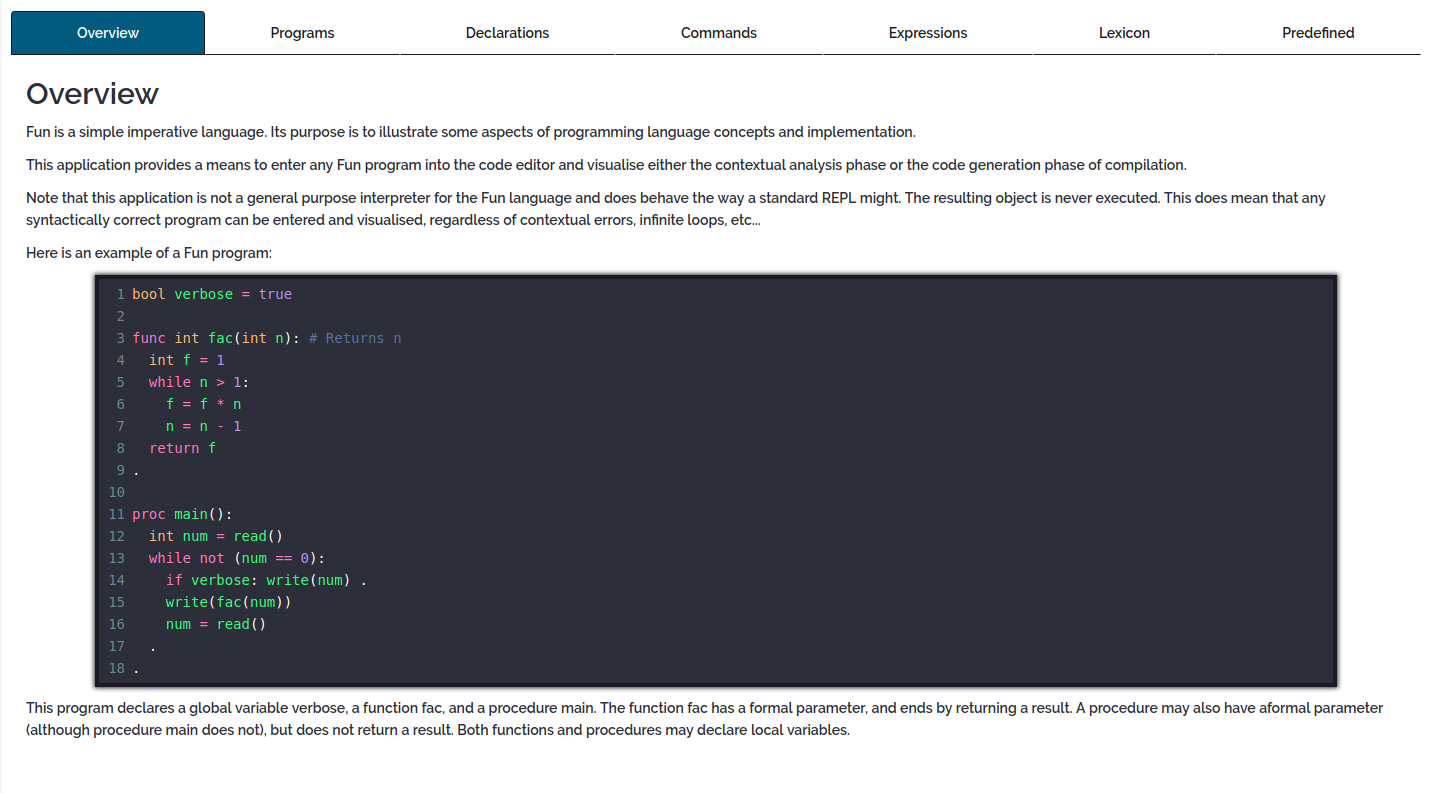 Overview Programs Declarations Commands Expressions Lexicon Predefined
Overview
Fun is a simple imperative language. Its purpose is to illustrate some aspects of programming language concepts and implementation.
This application provides a means to enter any Fun program into the code editor and visualise either the contextual analysis phase or the code generation phase of compilation.
Note that this application is not a general purpose interpreter for the Fun language and does behave the way a standard REPL might. The resulting object is never executed. This does mean that any
syntactically correct program can be entered and visualised, regardless of contextual errors, infinite loops, etc...
Here is an example of a Fun program:
1 bool verbose = true
2
3 func int fac(int n): # Returns n
4   int f = 1
5   while n > 1:
6     f = f * n
7     n = n - 1
8   return f
9 .
10
11 proc main():
12   int num = read()
13   while not (num == 0):
14     if verbose: write(num) .
15     write(fac(num))
16     num = read()
17   .
18 .
This program declares a global variable verbose, a function fac, and a procedure main. The function fac has a formal parameter, and ends by returning a result. A procedure may also have aformal parameter
(although procedure main does not), but does not return a result. Both functions and procedures may declare local variables.